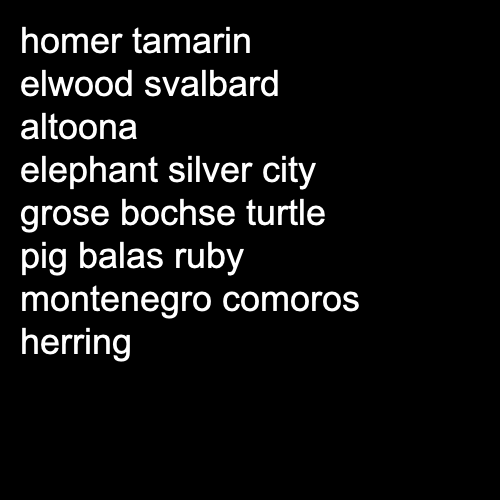 homer tamarin
elwood svalbard
altoona
elephant silver city
grose bochse turtle
pig balas ruby
montenegro comoros
herring